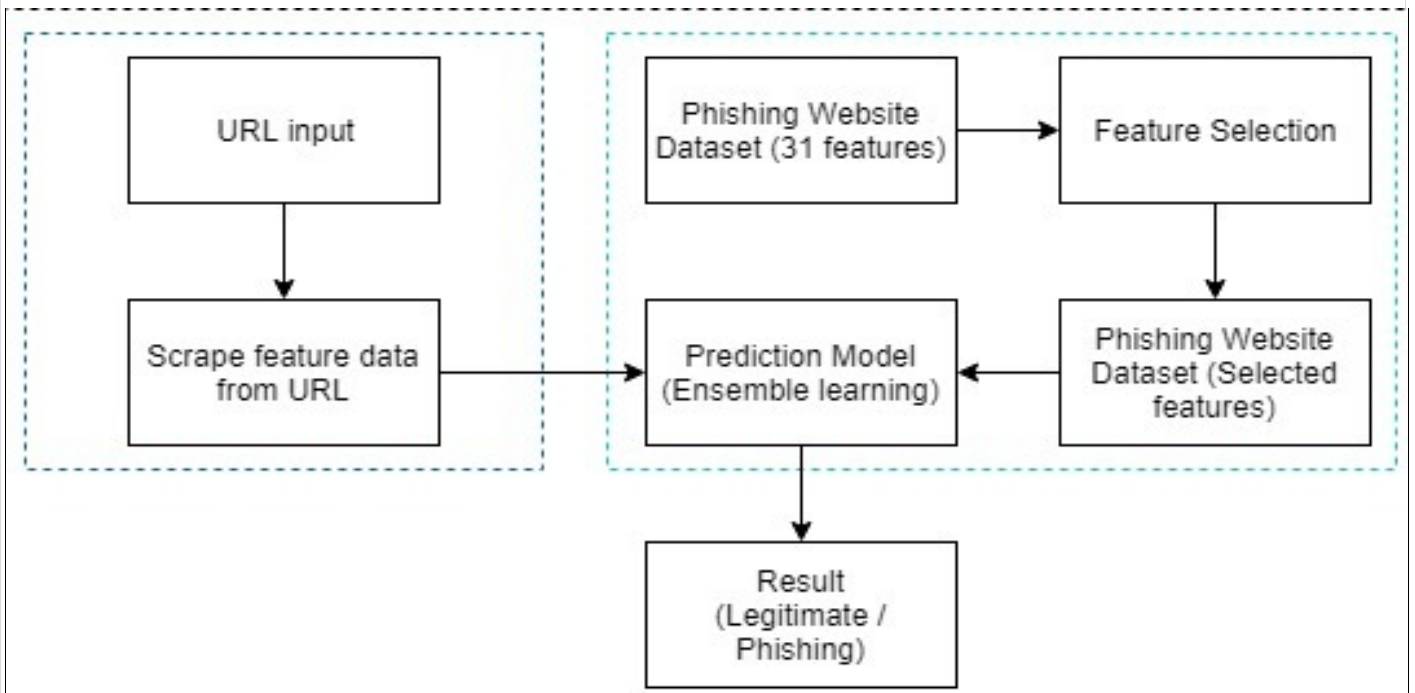 URL input
Phishing Website
Dataset (31 features)
Feature Selection
Scrape feature data
from URL
Prediction Model
(Ensemble learning)
Phishing Website
Dataset (Selected
features)
Result
(Legitimate /
Phishing)